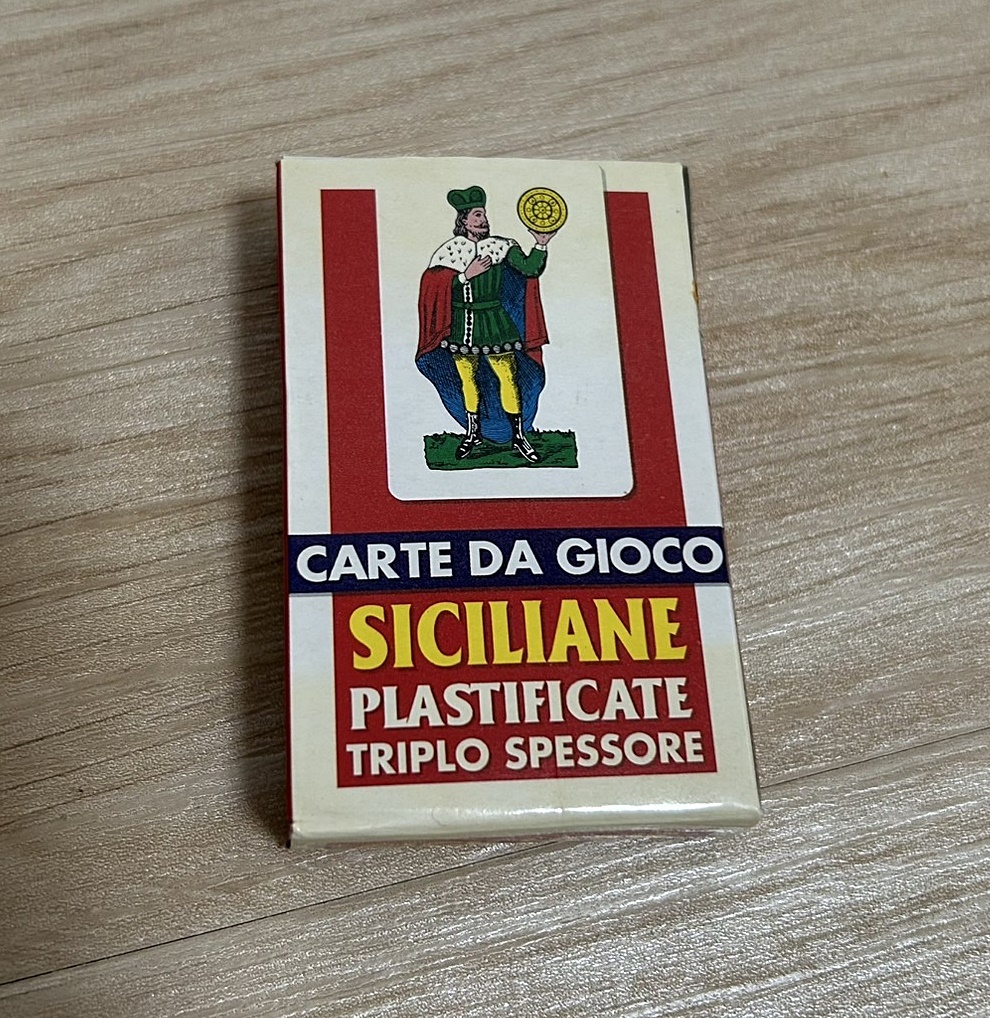 CARTE DA GIOCO
SICILIANE
PLASTIFICATE
TRIPLO SPESSORE